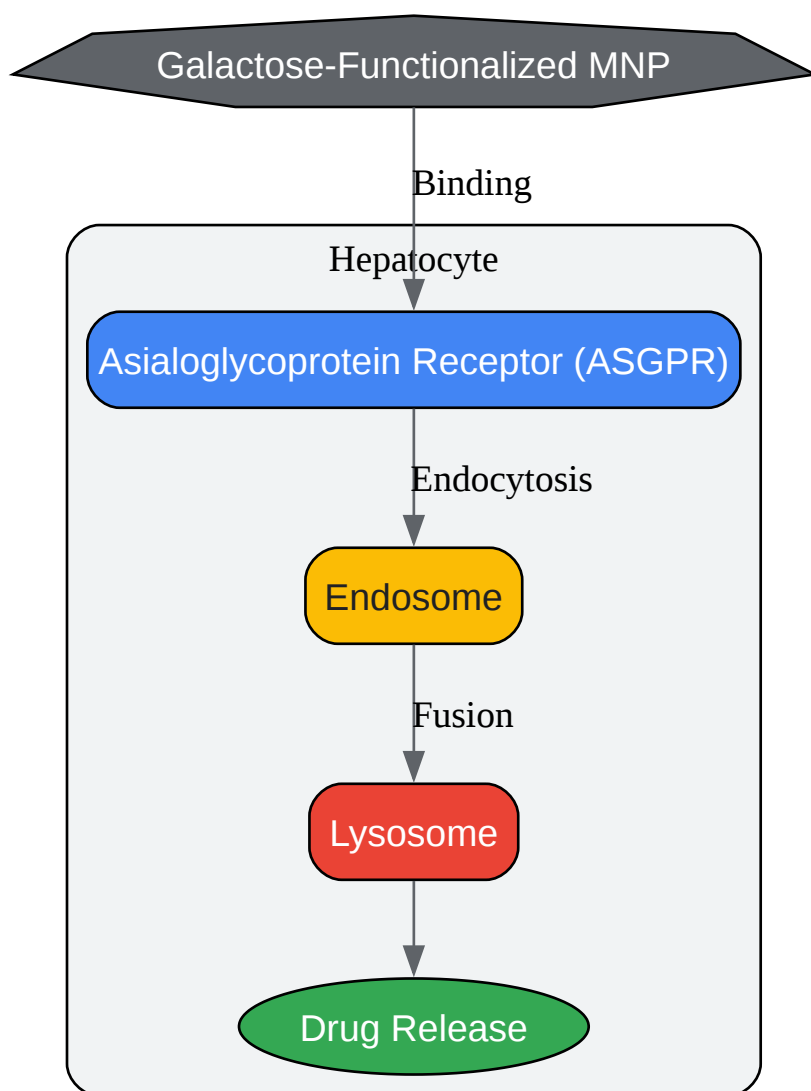 Galactose-Functionalized MNP
Binding
Hepatocyte
Asialoglycoprotein Receptor (ASGPR)
Endocytosis
Endosome
Fusion
Lysosome
Drug Release